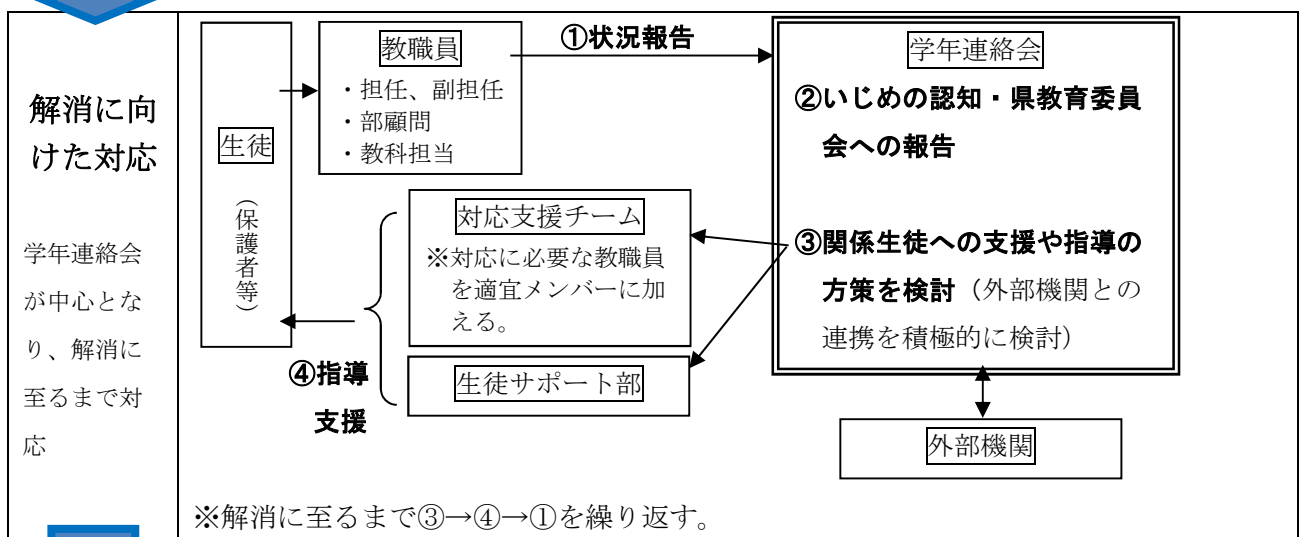 解消に向
けた対応
学年連絡会
が中心とな
り、解消に
至るまで対
応
生徒
（保護者等）
教職員
・担任、副担任
・部顧問
・教科担当
①状況報告
学年連絡会
②いじめの認知・県教育委員
会への報告
③関係生徒への支援や指導の
方策を検討（外部機関との
連携を積極的に検討）
対応支援チーム
※対応に必要な教職員
を適宜メンバーに加
える。
生徒サポート部
④指導
支援
外部機関
※解消に至るまで③→④→①を繰り返す。